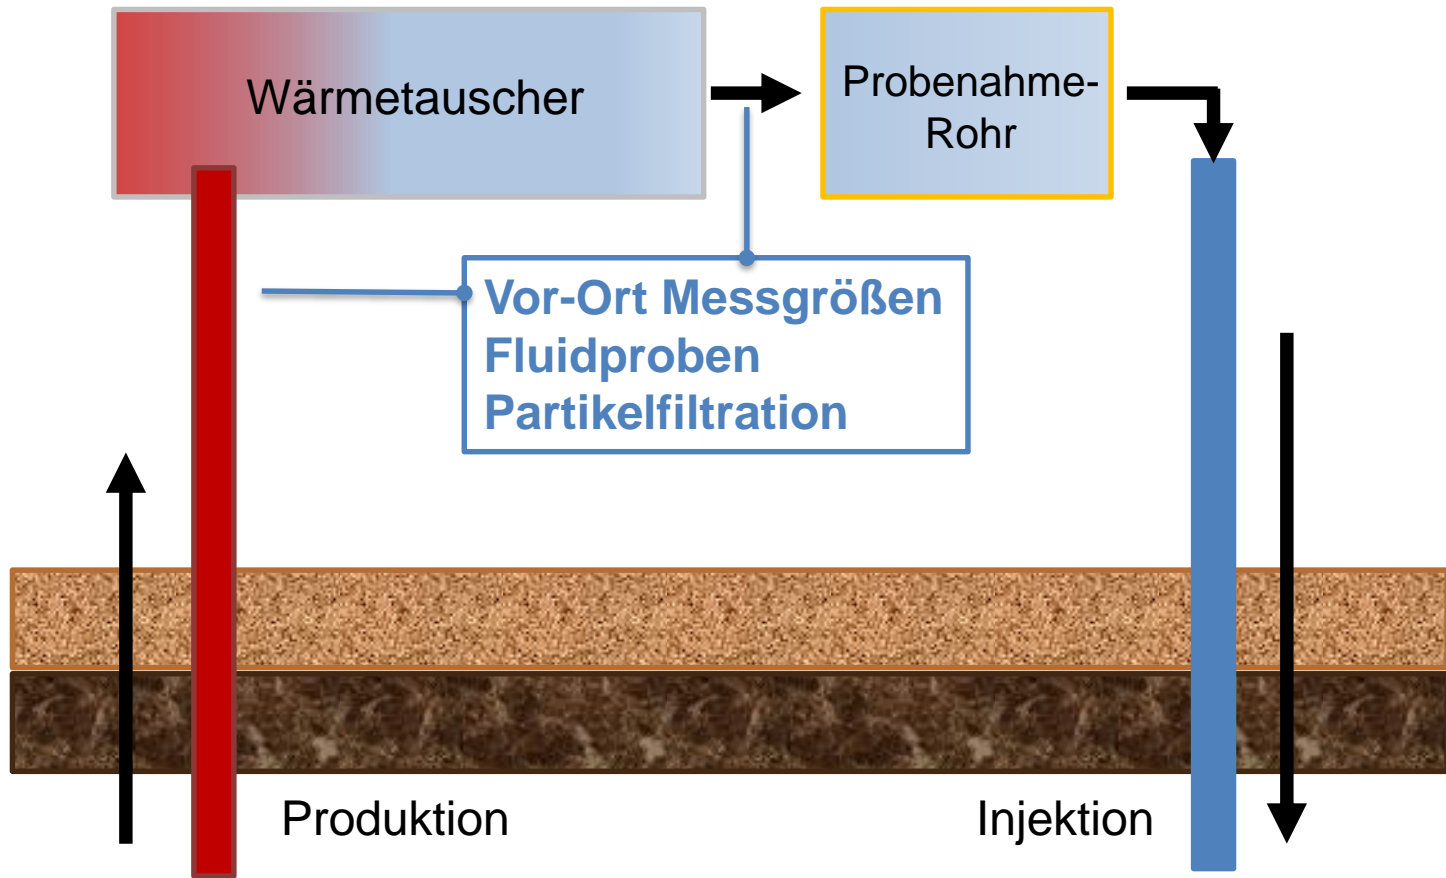 Wärmetauscher
Probenahme-
Rohr
Vor-Ort Messgrößen
Fluidproben
Partikelfiltration
Produktion
Injektion